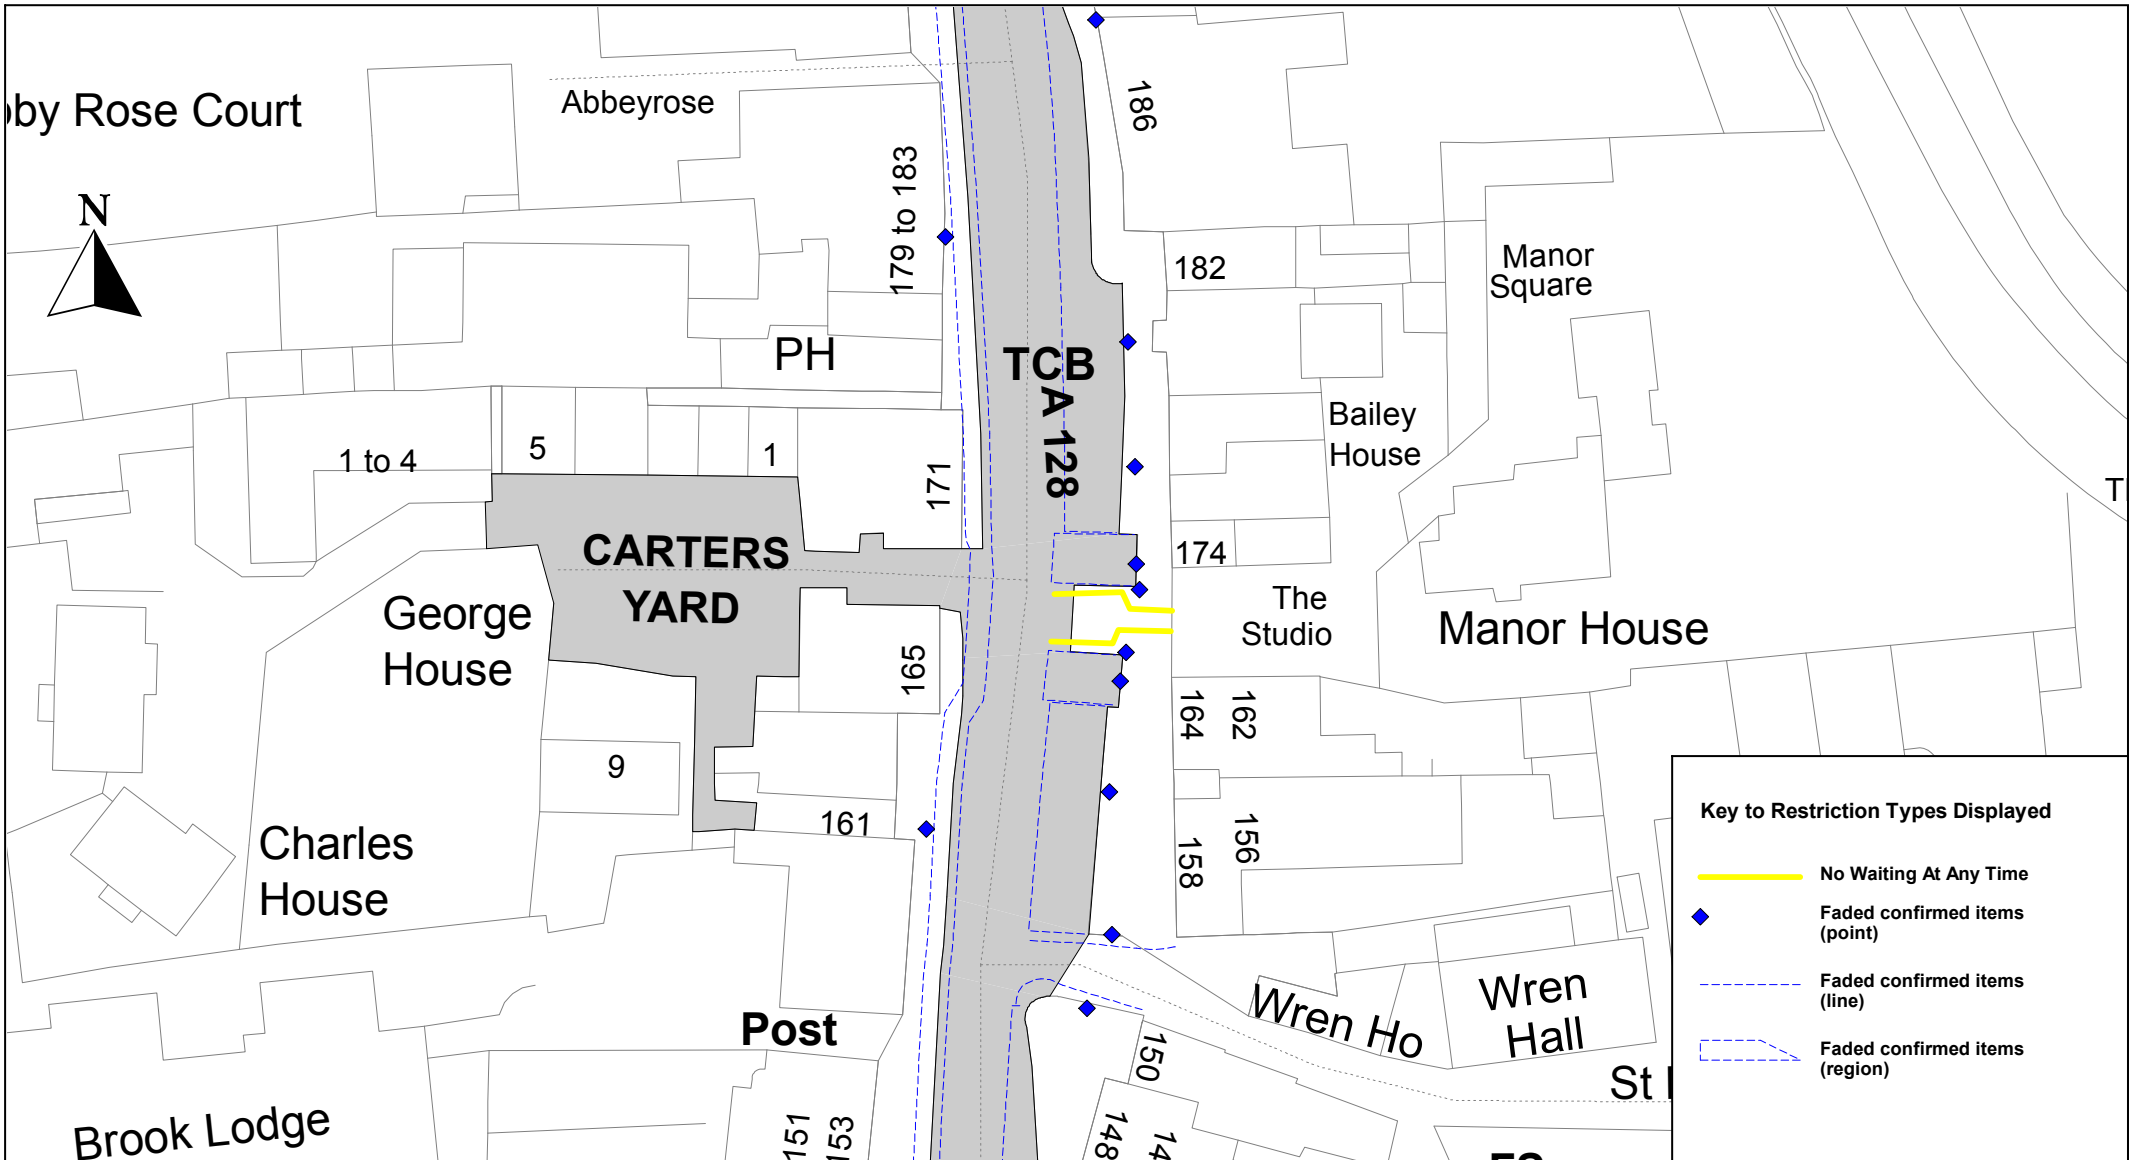 186
oby Rose Court
Abbeyrose
N
179 to 183
182
Manor
Square
PH
TCB
A 128
Bailey
House
5
1
1 to 4
171
174
CARTERS
YARD
George
House
The
Studio
Manor House
165
164
162
9
161
158
156
Charles
House
Wren Ho
Wren
Hall
Post
150
St
Brook Lodge
151
153
148
14
Key to Restriction Types Displayed
No Waiting At Any Time
Faded confirmed items
(point)
Faded confirmed items
(line)
Faded confirmed items
(region)